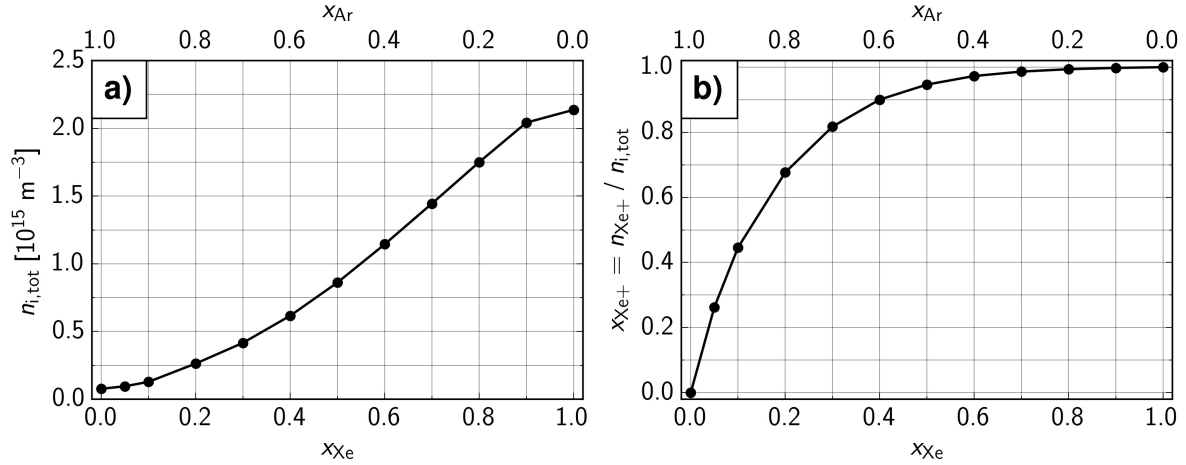 x_Ar
1.0 0.8 0.6 0.4 0.2 0.0
a)
2.5
2.0
1.5
1.0
0.5
0.0
n_i,tot [10^15 m^−3]
0.0 0.2 0.4 0.6 0.8 1.0
x_Xe
x_Ar
1.0 0.8 0.6 0.4 0.2 0.0
b)
1.0
0.8
0.6
0.4
0.2
0.0
x_Xe+ = n_Xe+ / n_i,tot
0.0 0.2 0.4 0.6 0.8 1.0
x_Xe